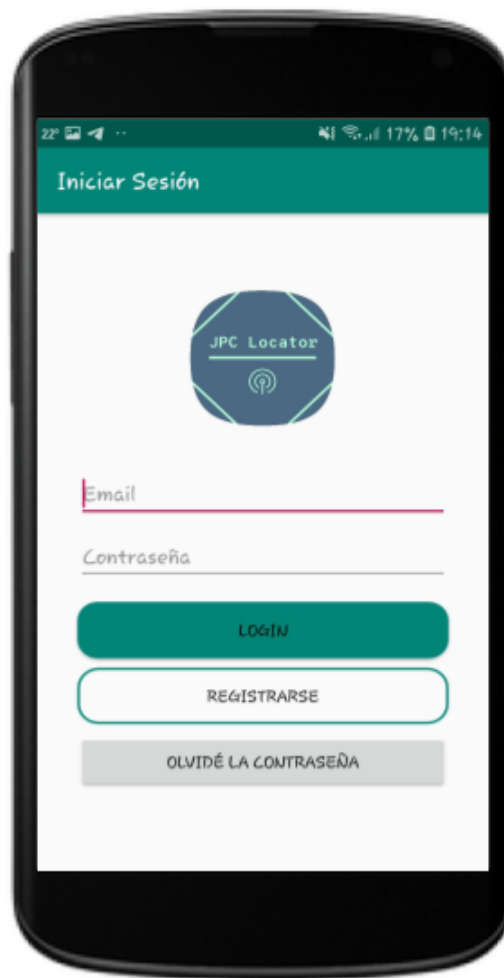 22° 17% 19:14
Iniciar Sesión
JPC Locator
Email
Contraseña
LOGIN
REGISTRARSE
OLVIDÉ LA CONTRASEÑA